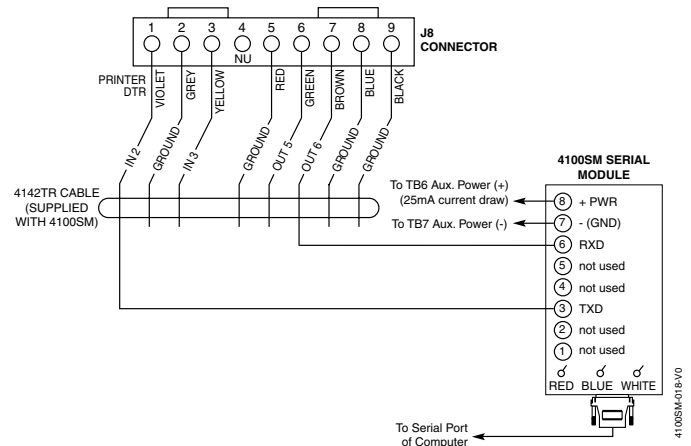 1 2 3 4 5 6 7 8 9
J8
CONNECTOR
NU
PRINTER
DTR
VIOLET
GREY
YELLOW
RED
GREEN
BROWN
BLUE
BLACK
IN 2
GROUND
IN 3
GROUND
OUT 5
OUT 6
GROUND
GROUND
4142TR CABLE
(SUPPLIED
WITH 4100SM)
4100SM SERIAL
MODULE
To TB6 Aux. Power (+)
(25mA current draw)
To TB7 Aux. Power (-)
8 + PWR
7 - (GND)
6 RXD
5 not used
4 not used
3 TXD
2 not used
1 not used
RED BLUE WHITE
To Serial Port
of Computer
4100SM-018-V0